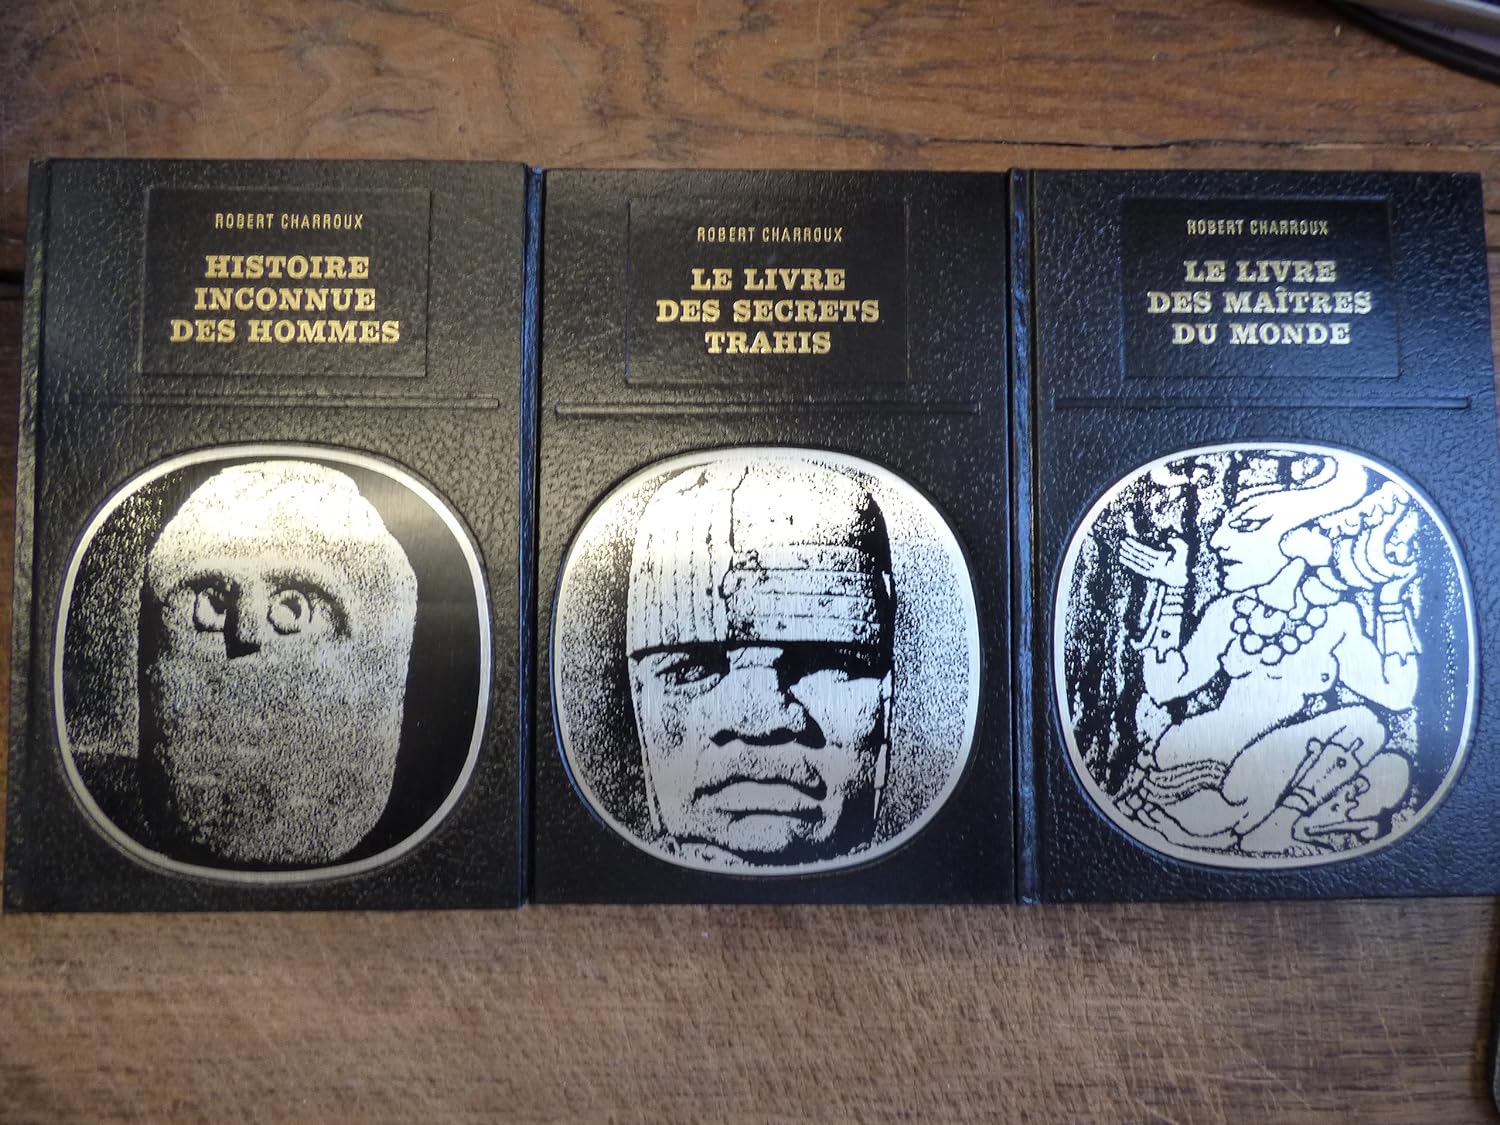 ROBERT CHARROUX
HISTOIRE
INCONNUE
DES HOMMES
ROBERT CHARROUX
LE LIVRE
DES SECRETS
TRAHIS
ROBERT CHARROUX
LE LIVRE
DES MAÎTRES
DU MONDE